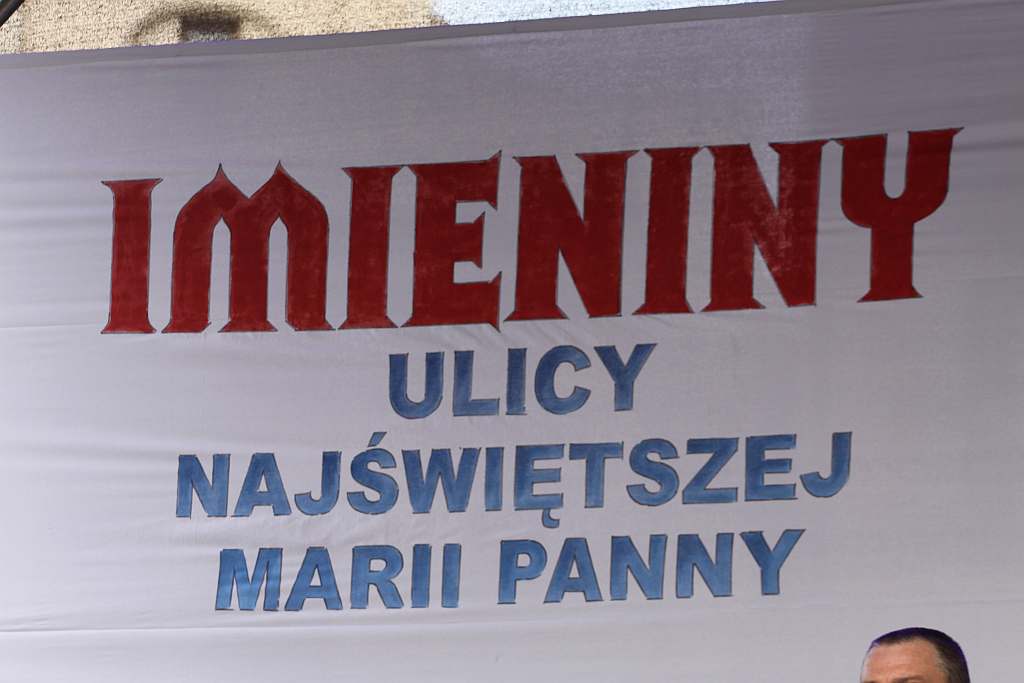 IMIENINY
ULICY
NAJŚWIĘTSZEJ
MARII PANNY